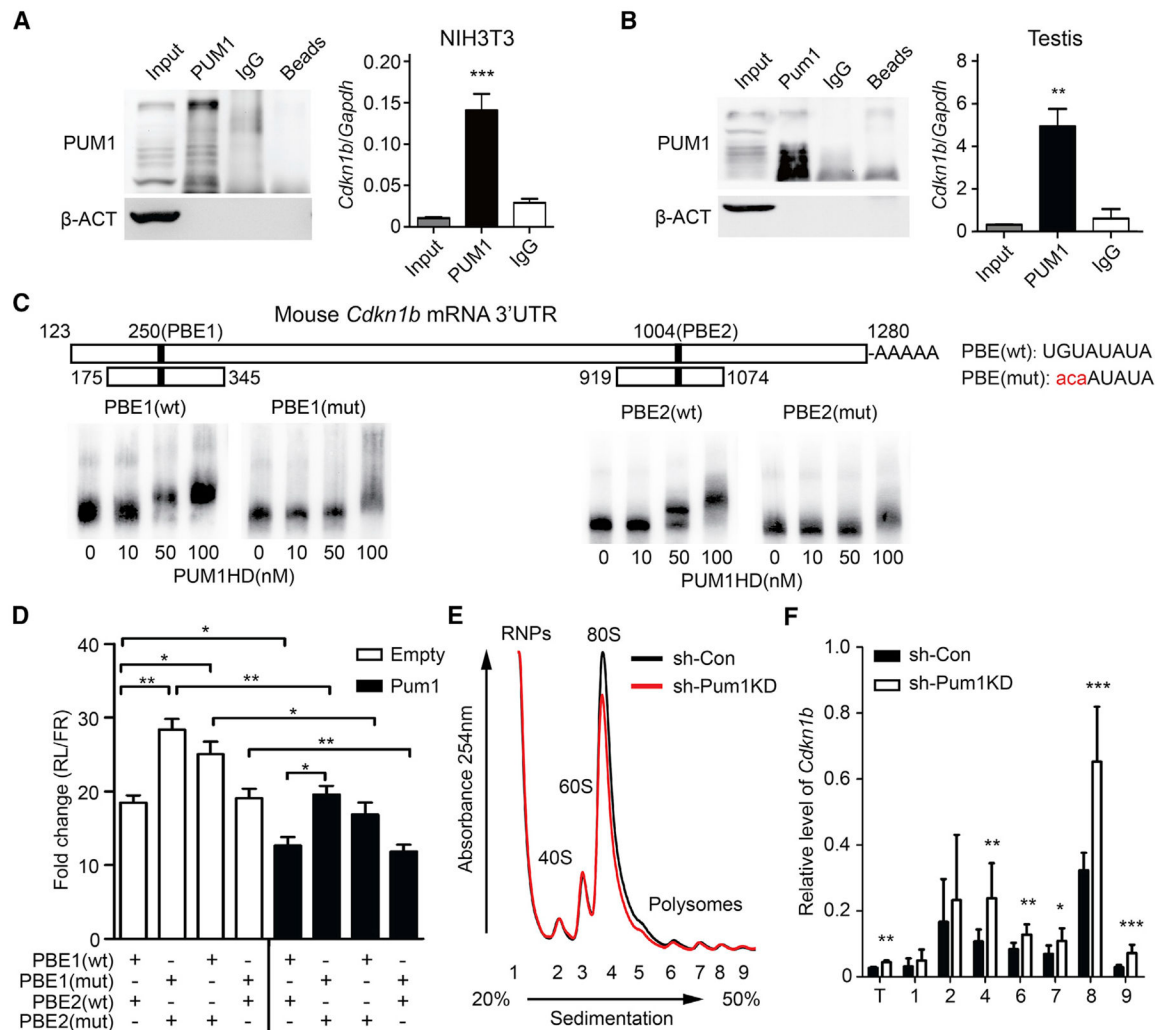 A
Input PUM1 IgG Beads
PUM1
β-ACT
NIH3T3
Cdkn1b/Gapdh
0.20
0.15
0.10
0.05
0
***
Input PUM1 IgG
B
Input Pum1 IgG Beads
PUM1
β-ACT
Testis
Cdkn1b/Gapdh
8
6
4
2
0
**
Input PUM1 IgG
C
Mouse Cdkn1b mRNA 3'UTR
123 250(PBE1) 1004(PBE2) 1280
-AAAAA
175 345 919 1074
PBE(wt): UGUAUAUA
PBE(mut): acaAUAUA
PBE1(wt) PBE1(mut) PBE2(wt) PBE2(mut)
0 10 50 100 0 10 50 100
PUM1HD(nM)
0 10 50 100 0 10 50 100
PUM1HD(nM)
D
Fold change (RL/FR)
40
30
20
10
0
* * ** ** * ** *
Empty
Pum1
PBE1(wt) + - + - + - + -
PBE1(mut) - + - + - + - +
PBE2(wt) + - - + + - - +
PBE2(mut) - + + - - + + -
E
Absorbance 254nm
RNPs
40S
60S
80S
Polysomes
sh-Con
sh-Pum1KD
1 2 3 4 5 6 7 8 9
20% 50%
Sedimentation
F
Relative level of Cdkn1b
1.0
0.8
0.6
0.4
0.2
0
sh-Con
sh-Pum1KD
** ** ** * *** ***
T 1 2 4 6 7 8 9